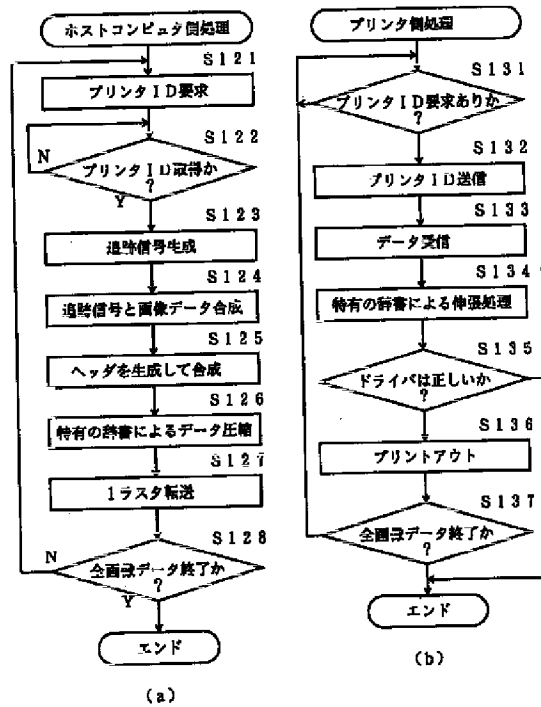 ホストコンピュタ側処理
S121
プリンタID要求
S122
N
プリンタID取得か
?
Y
S123
追跡信号生成
S124
追跡信号と画像データ合成
S125
ヘッダを生成して合成
S126
特有の辞書によるデータ圧縮
S127
1ラスタ転送
S128
N
全画像データ終了か
?
Y
エンド
(a)
プリンタ側処理
S131
プリンタID要求ありか
?
S132
プリンタID送信
S133
データ受信
S134
特有の辞書による伸張処理
S135
ドライバは正しいか
?
S136
プリントアウト
S137
全画像データ終了か
?
エンド
(b)